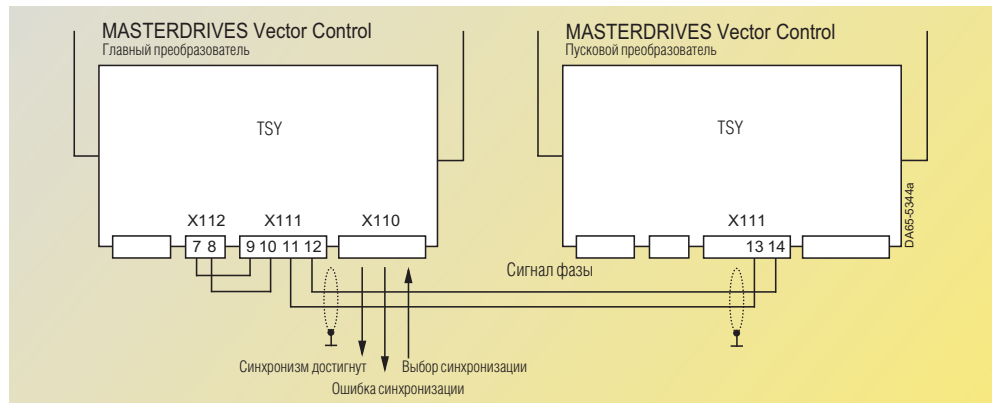 MASTERDRIVES Vector Control
Главный преобразователь
MASTERDRIVES Vector Control
Пусковой преобразователь
TSY
TSY
X112 X111 X110
X111
7 8 9 10 11 12
13 14
DA65-5344a
Сигнал фазы
Синхронизм достигнут
Выбор синхронизации
Ошибка синхронизации